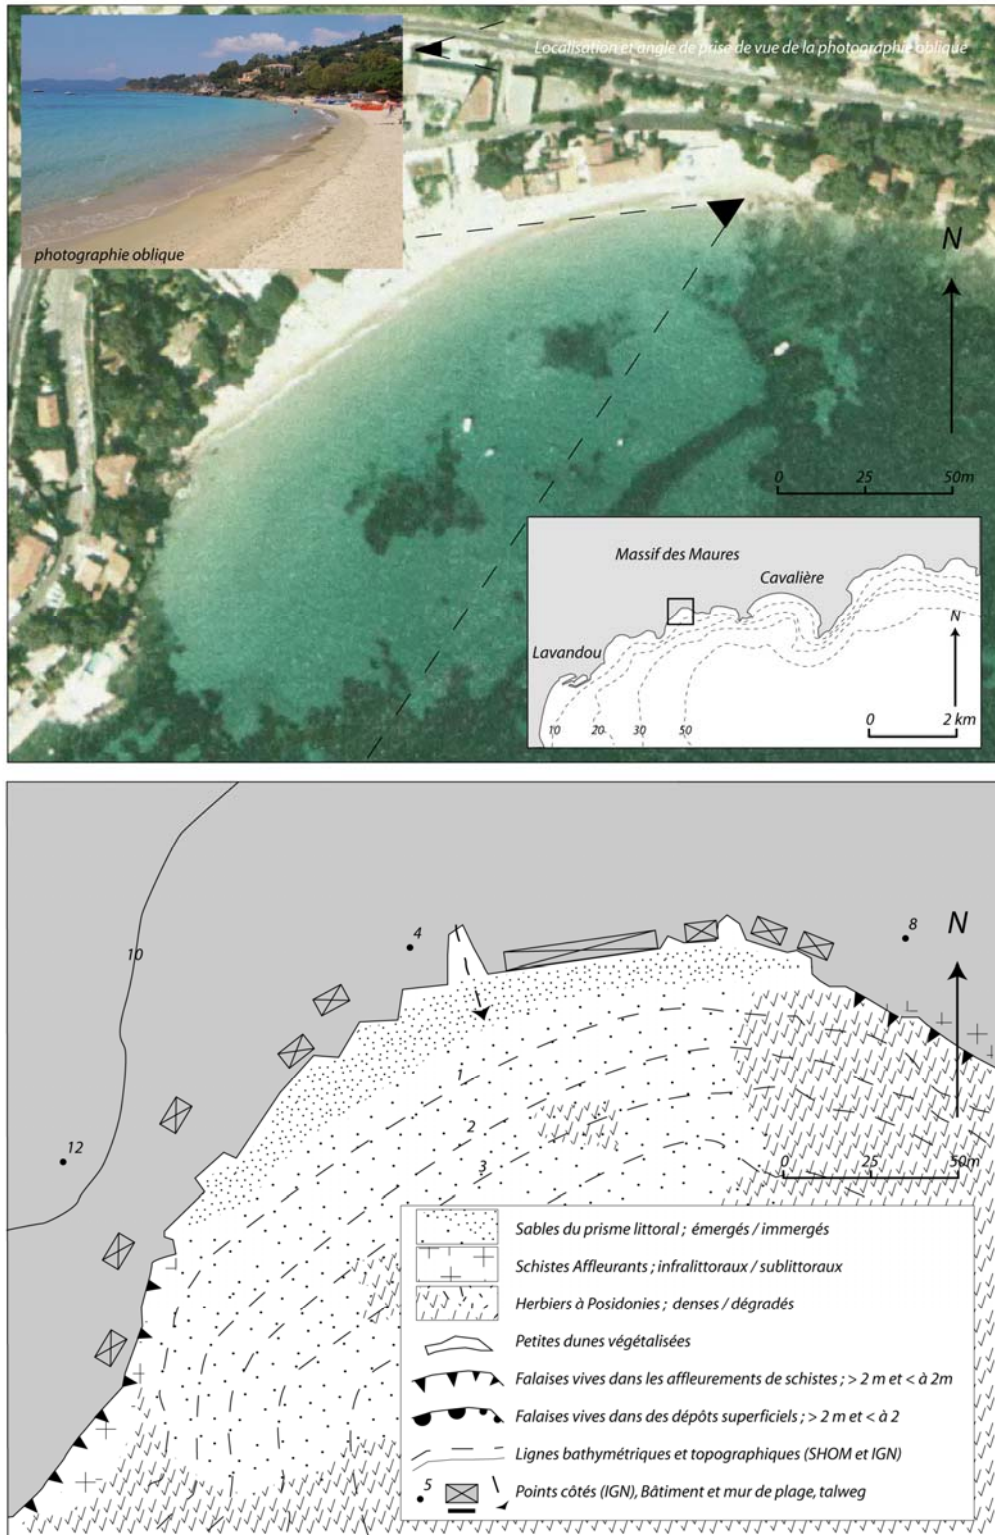 Localisation et angle de prise de vue de la photographie oblique
photographie oblique
N
0 25 50m
Massif des Maures
Cavalière
Lavandou
N
10 20 30 50
0 2 km
10
4
8
N
12
1
2
3
0 25 50m
Sables du prisme littoral ; émergés / immergés
Schistes Affleurants ; infralittoraux / sublittoraux
Herbiers à Posidonies ; denses / dégradés
Petites dunes végétalisées
Falaises vives dans les affleurements de schistes ; > 2 m et < à 2m
Falaises vives dans des dépôts superficiels ; > 2 m et < à 2
Lignes bathymétriques et topographiques (SHOM et IGN)
5 Points côtés (IGN), Bâtiment et mur de plage, talweg